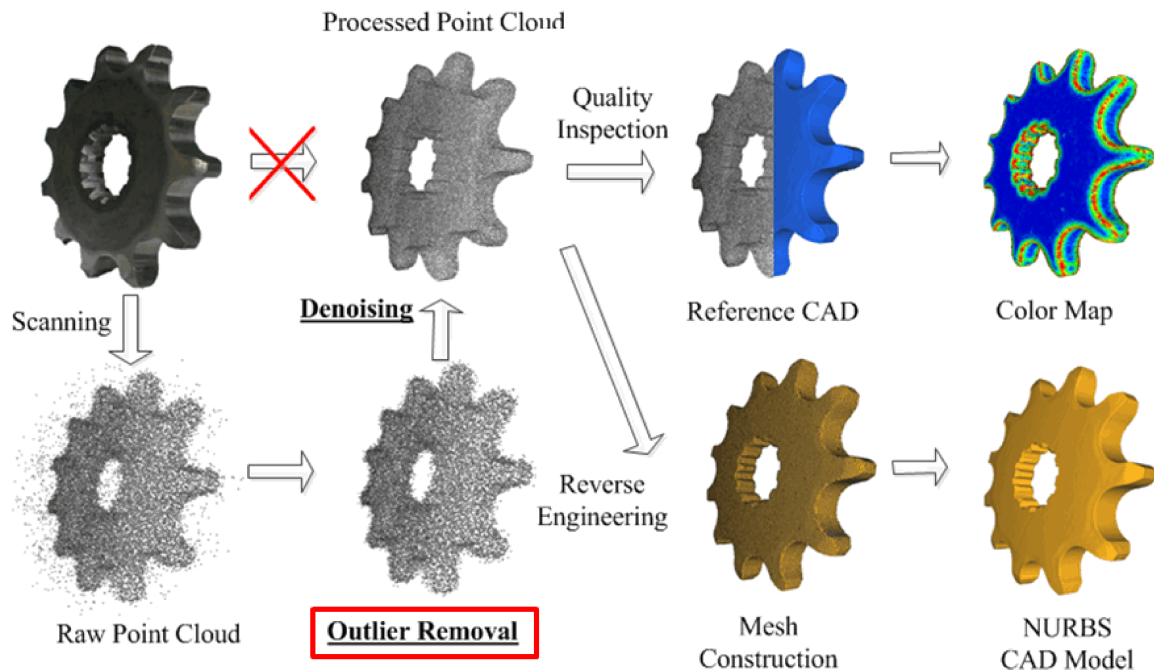 Processed Point Cloud
Quality
Inspection
Scanning
Denoising
Reference CAD
Color Map
Reverse
Engineering
Raw Point Cloud
Outlier Removal
Mesh
Construction
NURBS
CAD Model